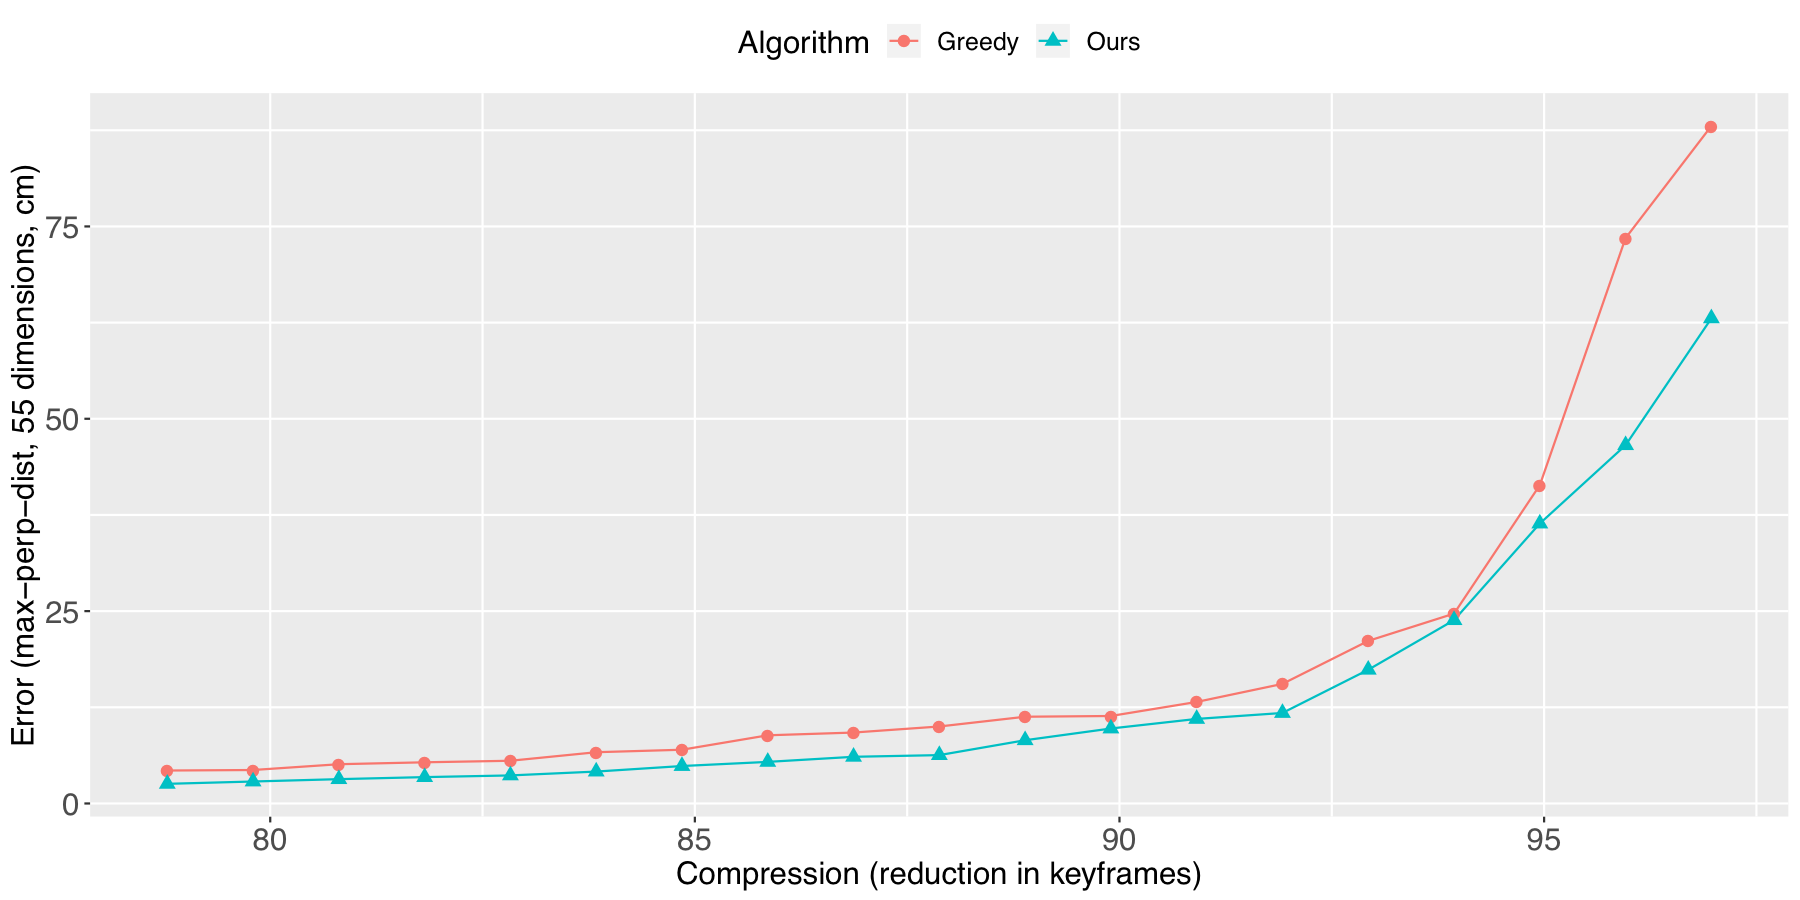 Algorithm Greedy Ours
Error (max−perp−dist, 55 dimensions, cm)
75
50
25
0
80 85 90 95
Compression (reduction in keyframes)